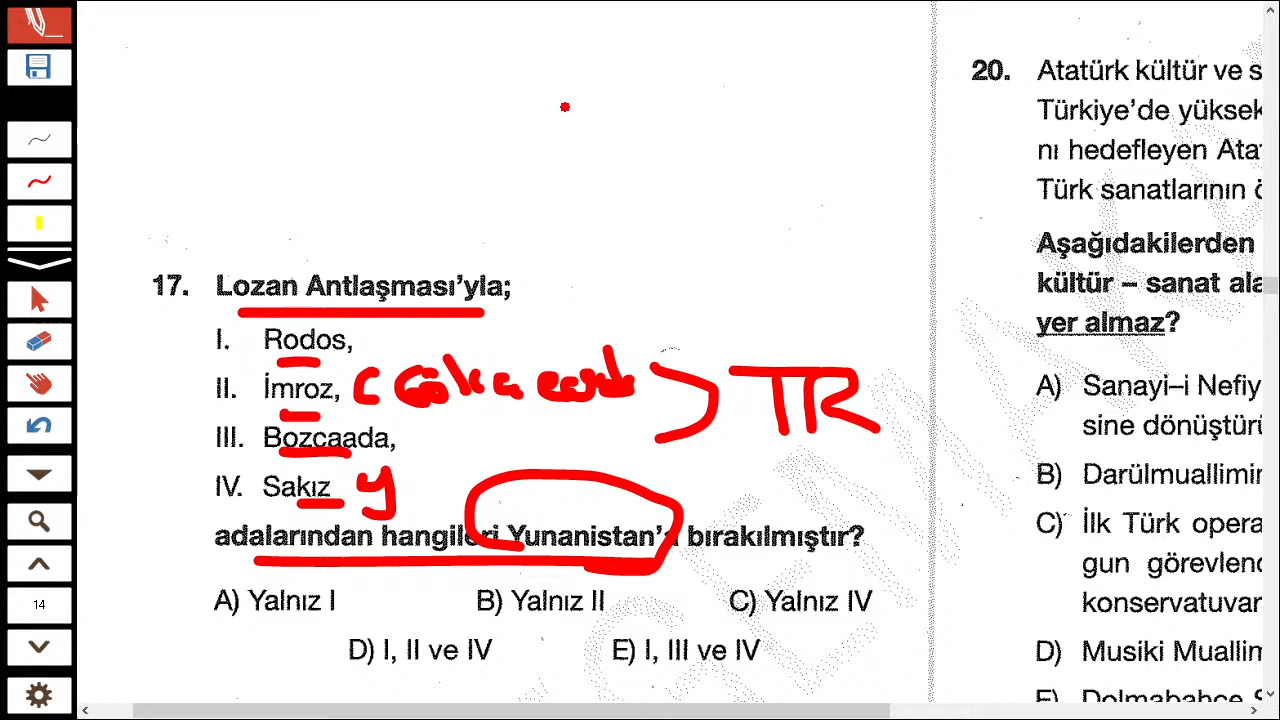 17. Lozan Antlaşması’yla;
I. Rodos,
II. İmroz, (Gökçeada) TR
III. Bozcaada,
IV. Sakız y
adalarından hangileri Yunanistan’a bırakılmıştır?
A) Yalnız I B) Yalnız II C) Yalnız IV
D) I, II ve IV E) I, III ve IV
20. Atatürk kültür ve s
Türkiye’de yüksek
nı hedefleyen Ata
Türk sanatlarının ö
Aşağıdakilerden
kültür – sanat ala
yer almaz?
A) Sanayi–i Nefiy
sine dönüştürü
B) Darülmuallimin
C) İlk Türk opera
gun görevlend
konservatuvar
D) Musiki Muallim
E) Dolmabahçe S
14